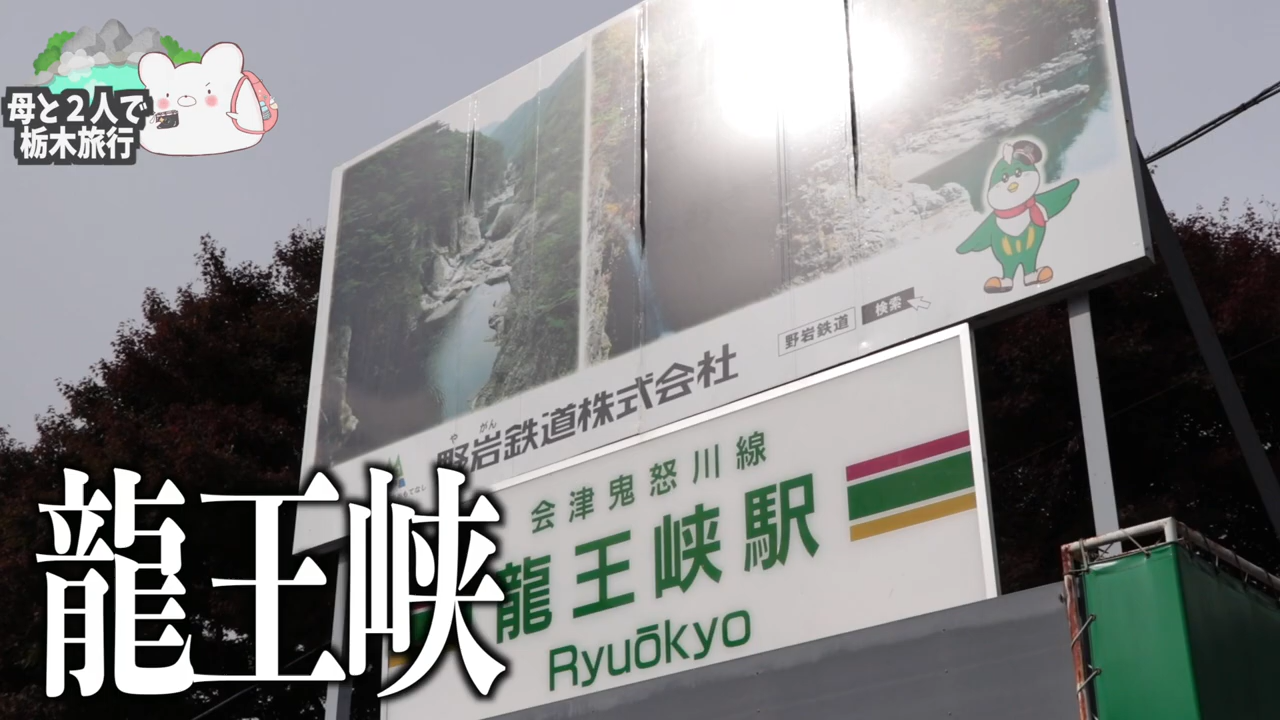 母と2人で
栃木旅行
野岩鉄道
検索
や がん
野岩鉄道株式会社
会津鬼怒川線
龍王峡駅
Ryuōkyo
龍王峡